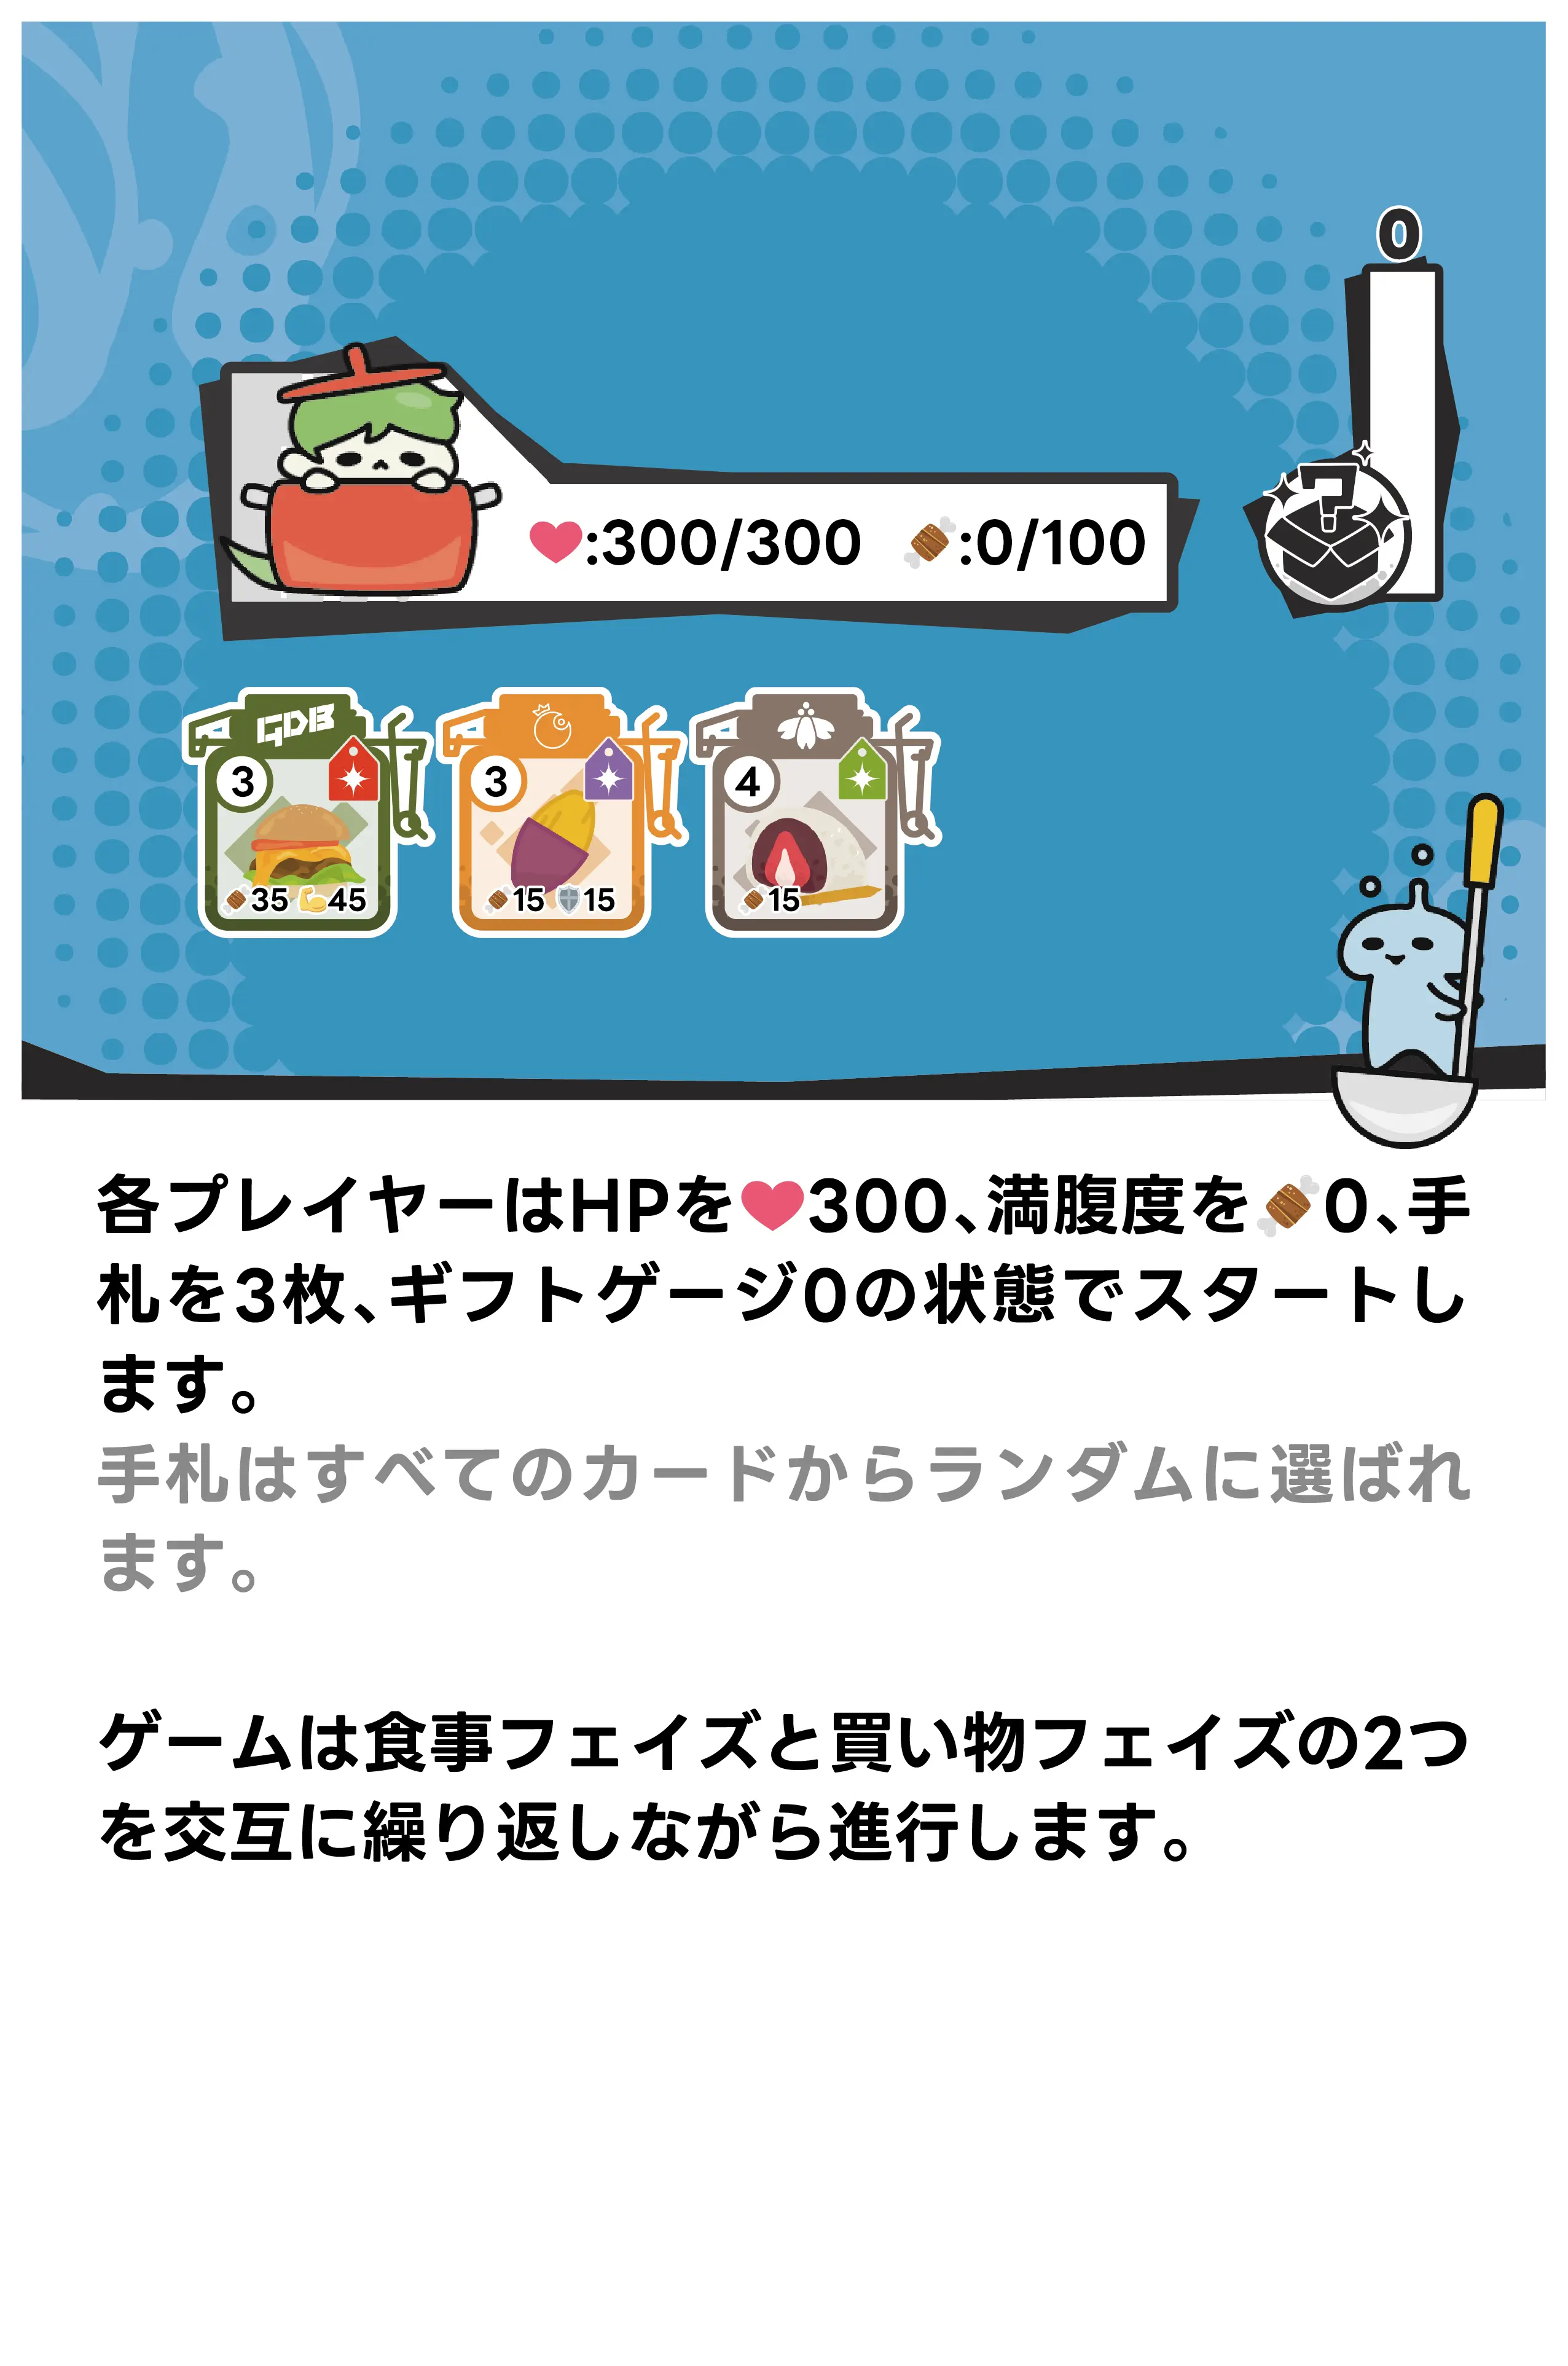 0
:300/300 :0/100
GDB
3 3 4
35 45 15 15 15
各プレイヤーはHPを300、満腹度を0、手
札を3枚、ギフトゲージ0の状態でスタートし
ます。
手札はすべてのカードからランダムに選ばれ
ます。
ゲームは食事フェイズと買い物フェイズの2つ
を交互に繰り返しながら進行します。